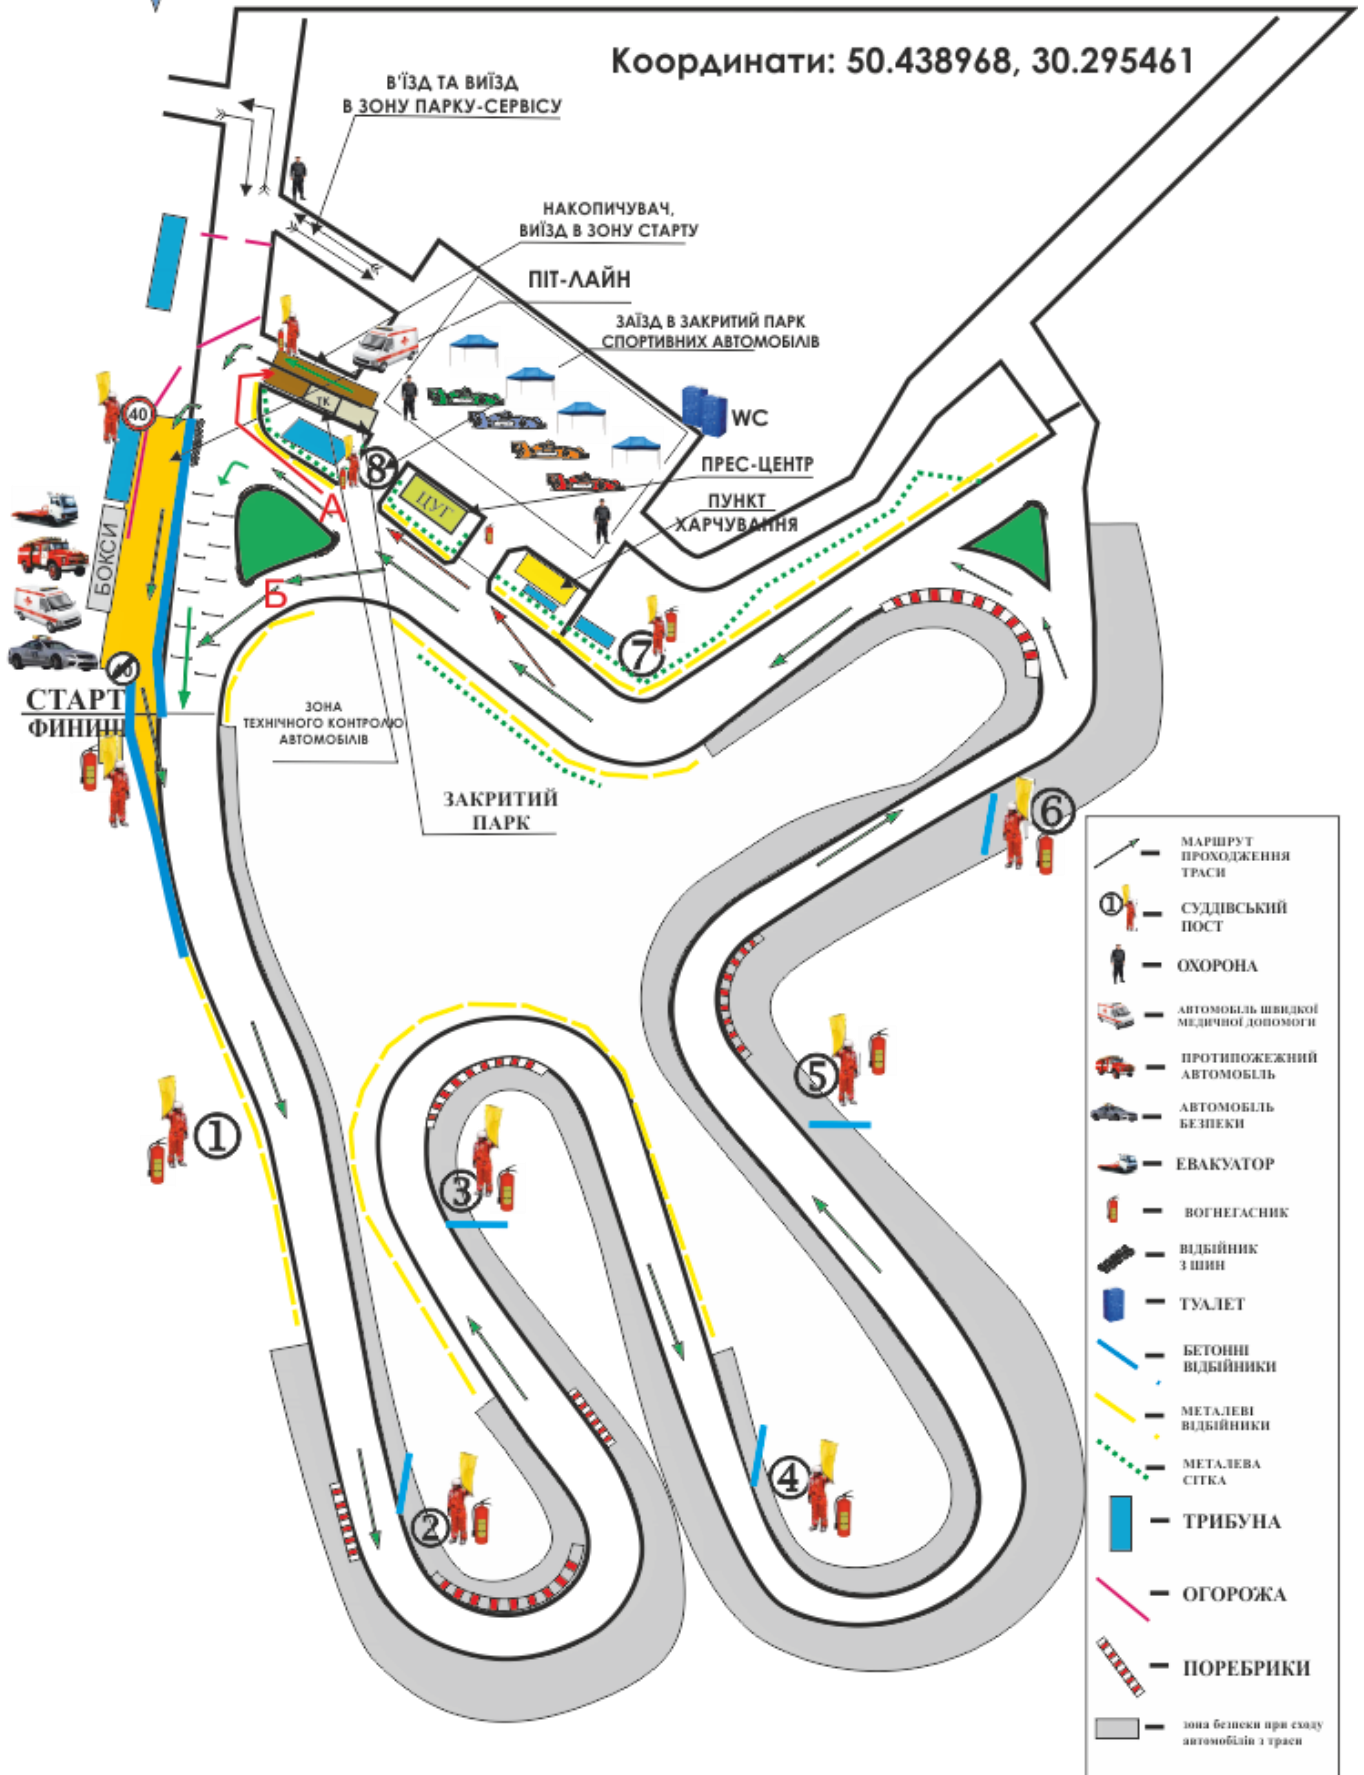 Координати: 50.438968, 30.295461
В'ЇЗД ТА ВИЇЗД
В ЗОНУ ПАРКУ-СЕРВІСУ
НАКОПИЧУВАЧ,
ВИЇЗД В ЗОНУ СТАРТУ
ПІТ-ЛАЙН
ЗАЇЗД В ЗАКРИТИЙ ПАРК
СПОРТИВНИХ АВТОМОБІЛІВ
WC
ПРЕС-ЦЕНТР
ПУНКТ
ХАРЧУВАННЯ
ТК
40
8
ЦУГ
А
Б
БОКСИ
7
СТАРТ
ФИНИШ
ЗОНА
ТЕХНІЧНОГО КОНТРОЛЮ
АВТОМОБІЛІВ
ЗАКРИТИЙ
ПАРК
6
5
1
3
4
2
МАРШРУТ
ПРОХОДЖЕННЯ
ТРАСИ
1
СУДДІВСЬКИЙ
ПОСТ
ОХОРОНА
АВТОМОБІЛЬ ШВИДКОЇ
МЕДИЧНОЇ ДОПОМОГИ
ПРОТИПОЖЕЖНИЙ
АВТОМОБІЛЬ
АВТОМОБІЛЬ
БЕЗПЕКИ
ЕВАКУАТОР
ВОГНЕГАСНИК
ВІДБІЙНИК
З ШИН
ТУАЛЕТ
БЕТОННІ
ВІДБІЙНИКИ
МЕТАЛЕВІ
ВІДБІЙНИКИ
МЕТАЛЕВА
СІТКА
ТРИБУНА
ОГОРОЖА
ПОРЕБРИКИ
зона безпеки при сходу
автомобілів з траси